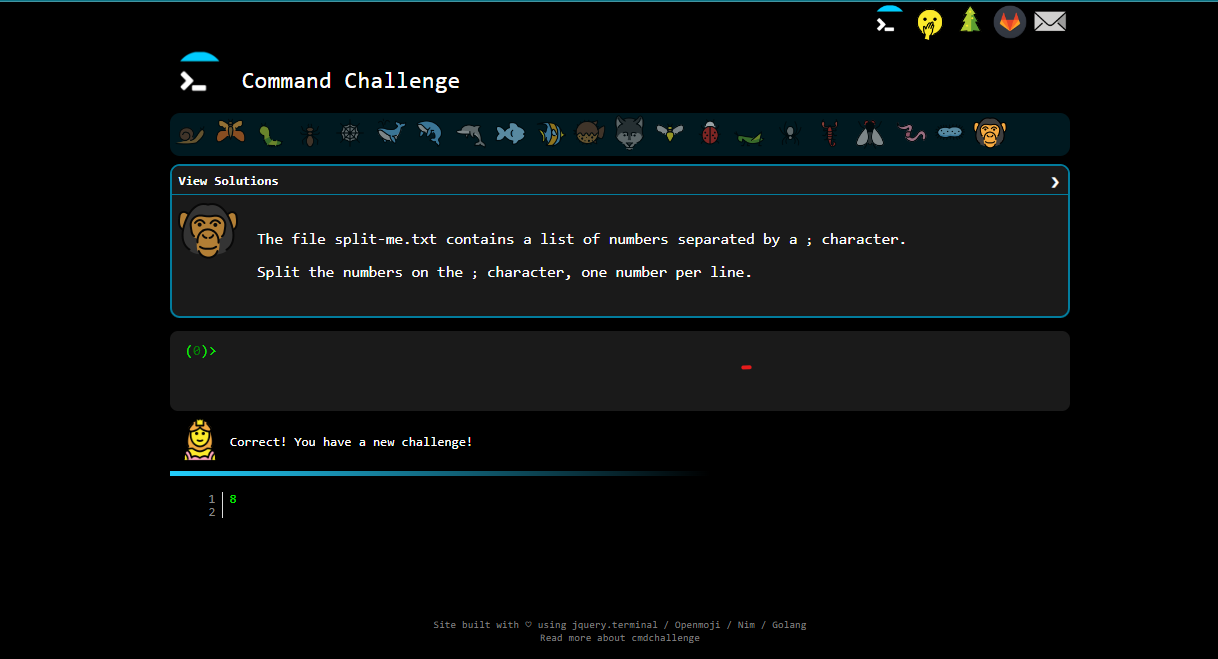 Command Challenge
View Solutions
The file split-me.txt contains a list of numbers separated by a ; character.
Split the numbers on the ; character, one number per line.
(0)>
Correct! You have a new challenge!
1 8
2
Site built with ♡ using jquery.terminal / Openmoji / Nim / Golang
Read more about cmdchallenge